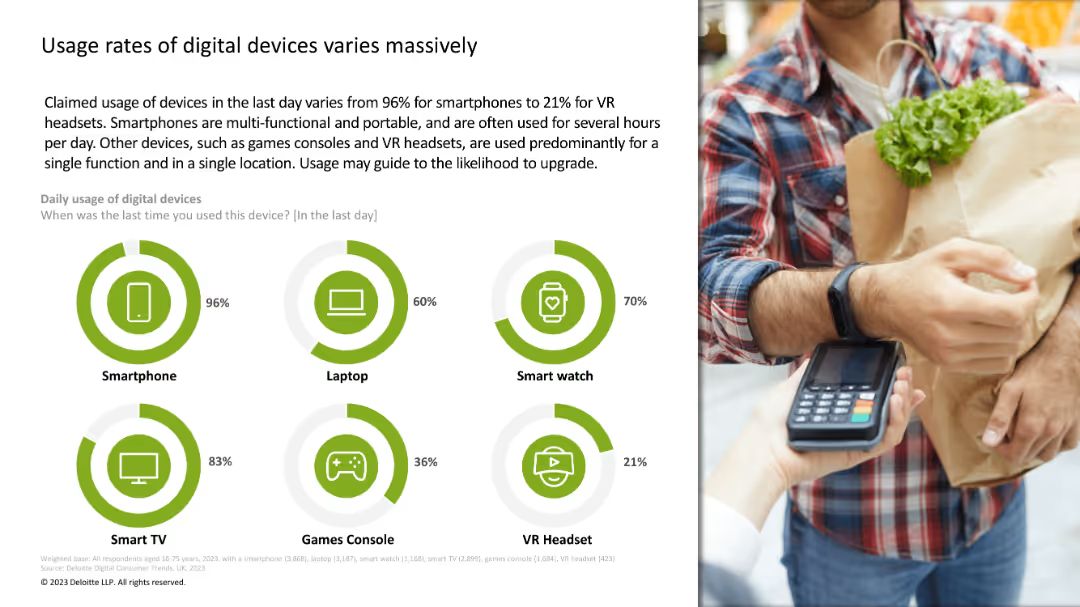 Usage rates of digital devices varies massively
Claimed usage of devices in the last day varies from 96% for smartphones to 21% for VR
headsets. Smartphones are multi-functional and portable, and are often used for several hours
per day. Other devices, such as games consoles and VR headsets, are used predominantly for a
single function and in a single location. Usage may guide to the likelihood to upgrade.
Daily usage of digital devices
When was the last time you used this device? [In the last day]
96%
60%
70%
Smartphone
Laptop
Smart watch
83%
36%
21%
Smart TV
Games Console
VR Headset
Weighted base: All respondents aged 16-75 years, 2023, with a smartphone (3,868), laptop (3,187), smart watch (1,168), smart TV (2,899), games console (1,684), VR headset (423)
Source: Deloitte Digital Consumer Trends, UK, 2023
© 2023 Deloitte LLP. All rights reserved.